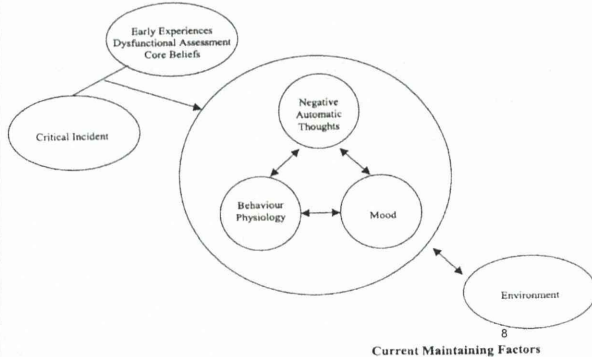 Early Experiences
Dysfunctional Assessment
Core Beliefs
Critical Incident
Negative
Automatic
Thoughts
Behaviour
Physiology
Mood
Environment
8
Current Maintaining Factors